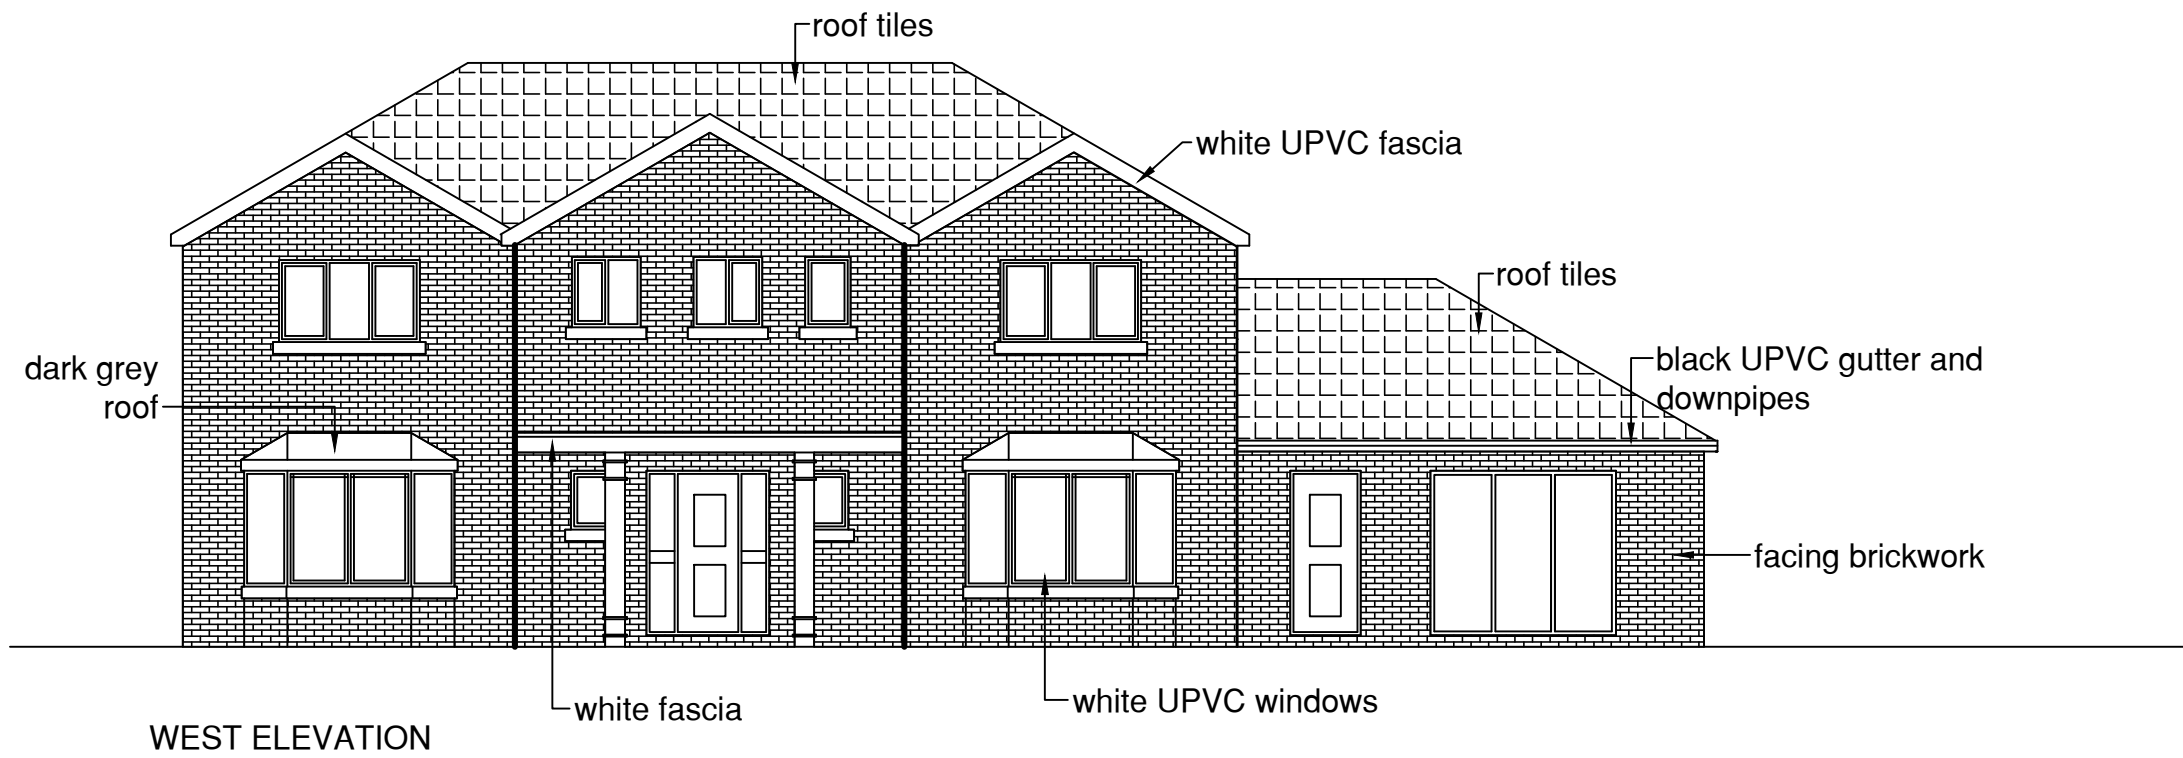 roof tiles
white UPVC fascia
roof tiles
black UPVC gutter and
downpipes
dark grey
roof
facing brickwork
white UPVC windows
white fascia
WEST ELEVATION